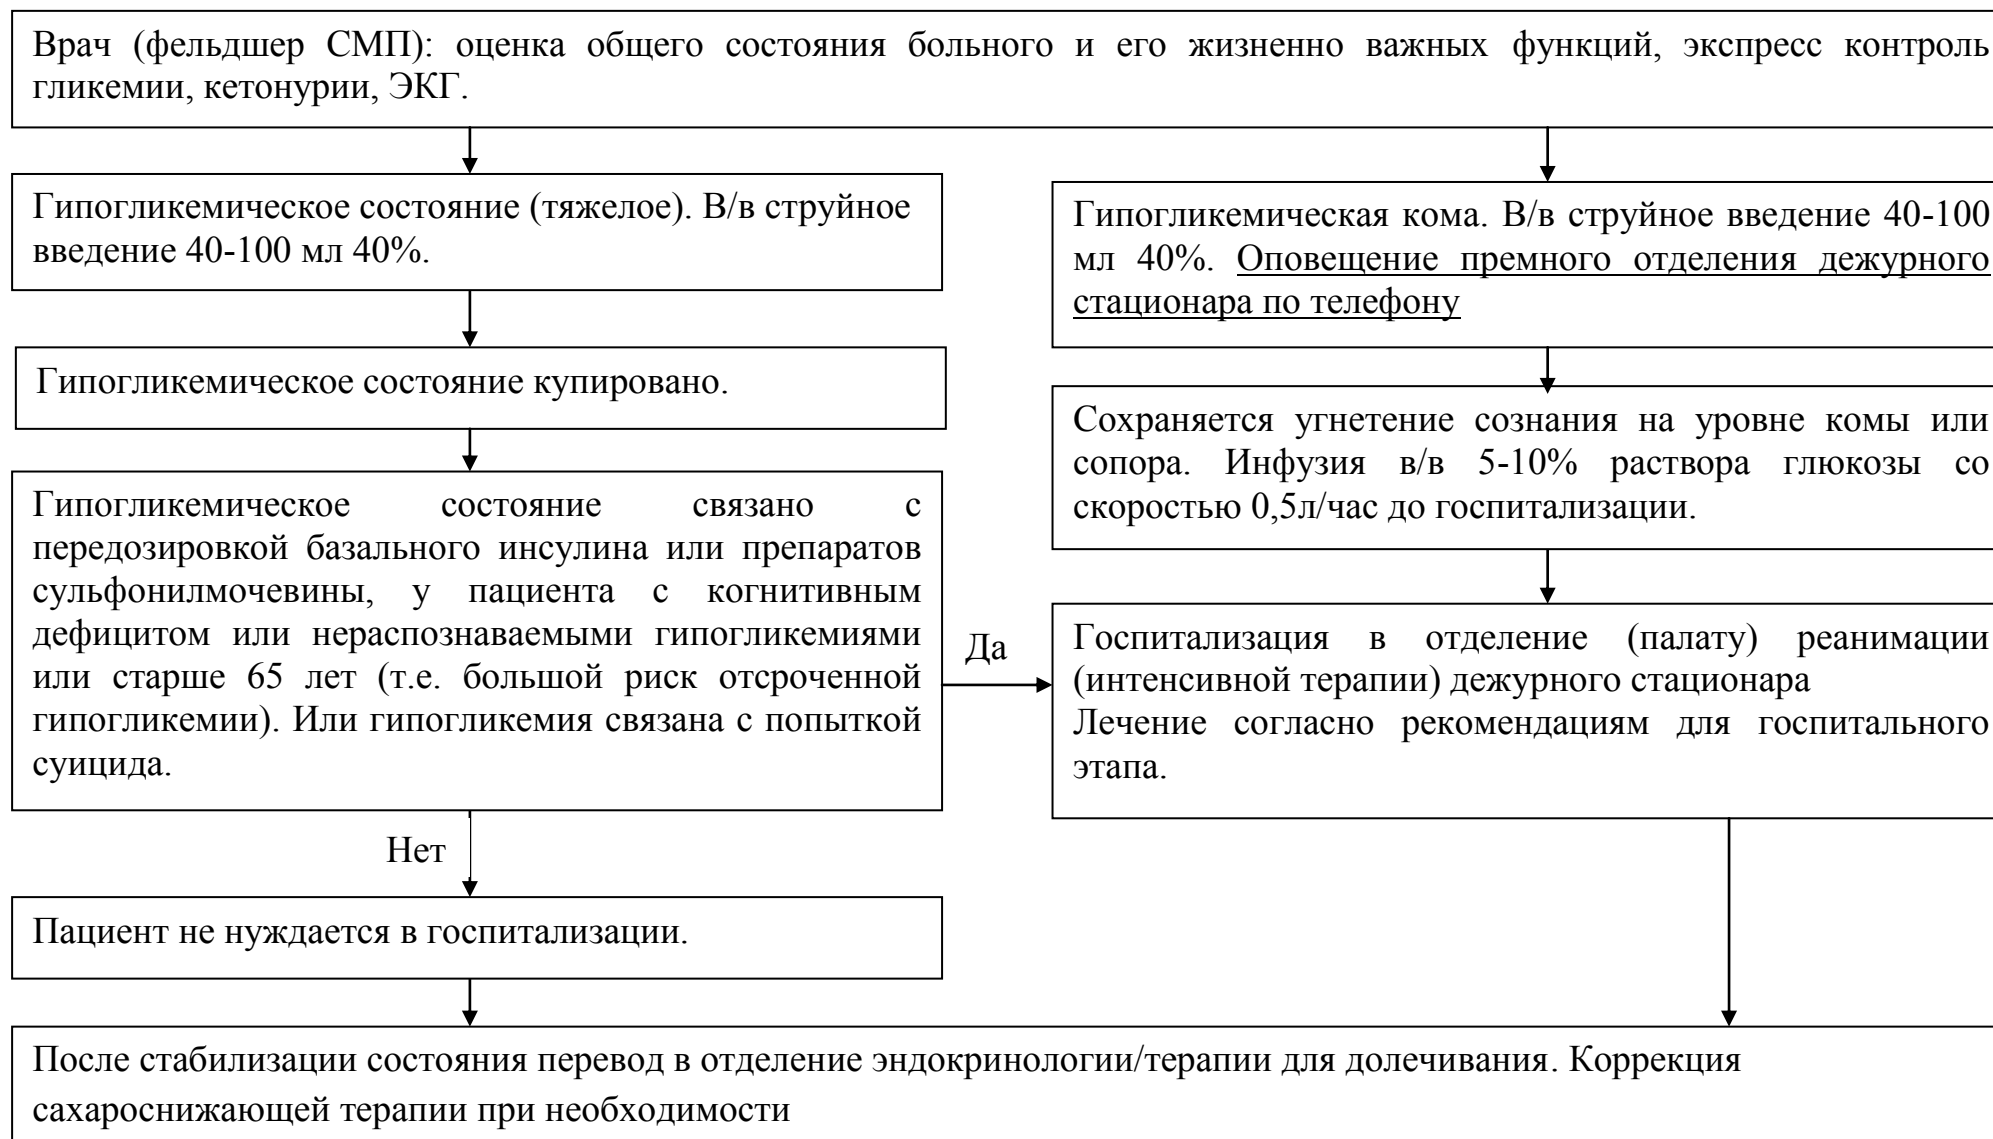 Врач (фельдшер СМП): оценка общего состояния больного и его жизненно важных функций, экспресс контроль
гликемии, кетонурии, ЭКГ.
Гипогликемическое состояние (тяжелое). В/в струйное
введение 40-100 мл 40%.
Гипогликемическая кома. В/в струйное введение 40-100
мл 40%. Оповещение премного отделения дежурного
стационара по телефону
Гипогликемическое состояние купировано.
Сохраняется угнетение сознания на уровне комы или
сопора. Инфузия в/в 5-10% раствора глюкозы со
скоростью 0,5л/час до госпитализации.
Гипогликемическое состояние связано с
передозировкой базального инсулина или препаратов
сульфонилмочевины, у пациента с когнитивным
дефицитом или нераспознаваемыми гипогликемиями
или старше 65 лет (т.е. большой риск отсроченной
гипогликемии). Или гипогликемия связана с попыткой
суицида.
Да
Госпитализация в отделение (палату) реанимации
(интенсивной терапии) дежурного стационара
Лечение согласно рекомендациям для госпитального
этапа.
Нет
Пациент не нуждается в госпитализации.
После стабилизации состояния перевод в отделение эндокринологии/терапии для долечивания. Коррекция
сахароснижающей терапии при необходимости